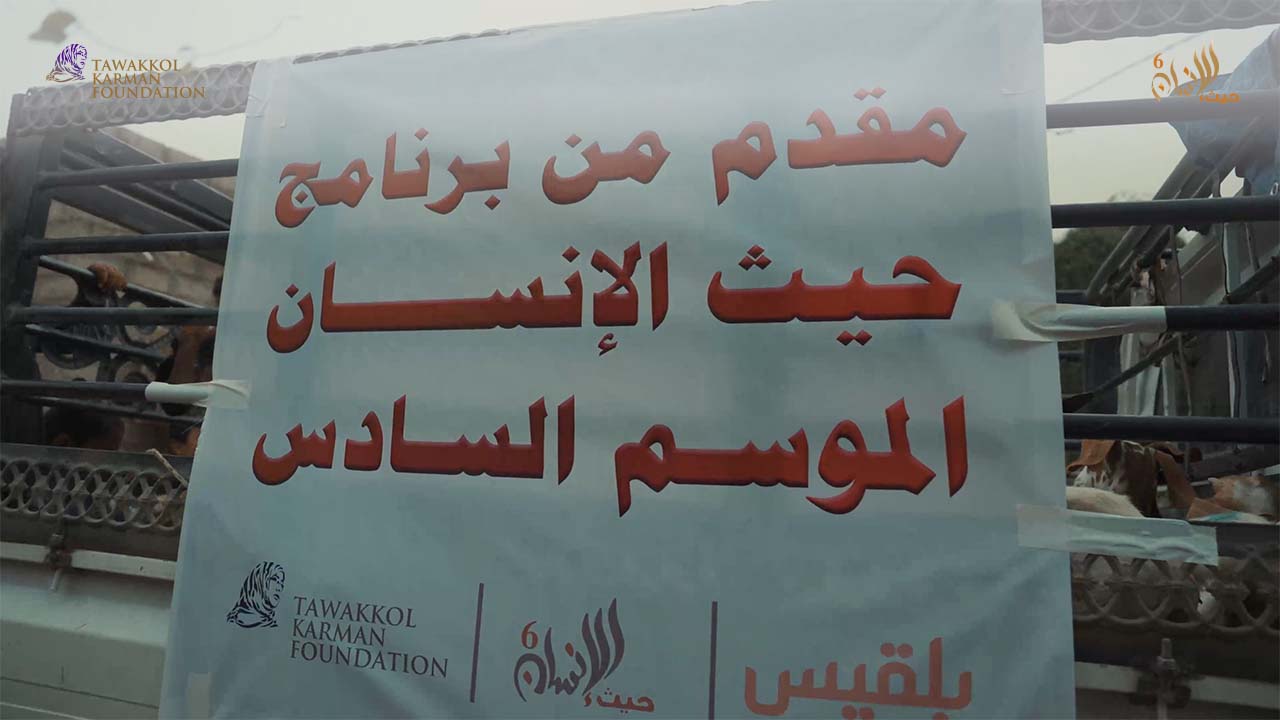 TAWAKKOL
KARMAN
FOUNDATION
حيث الإنسان 6
مقدم من برنامج
حيث الإنسان
الموسم السادس
TAWAKKOL
KARMAN
FOUNDATION
حيث الإنسان 6
بلقيس